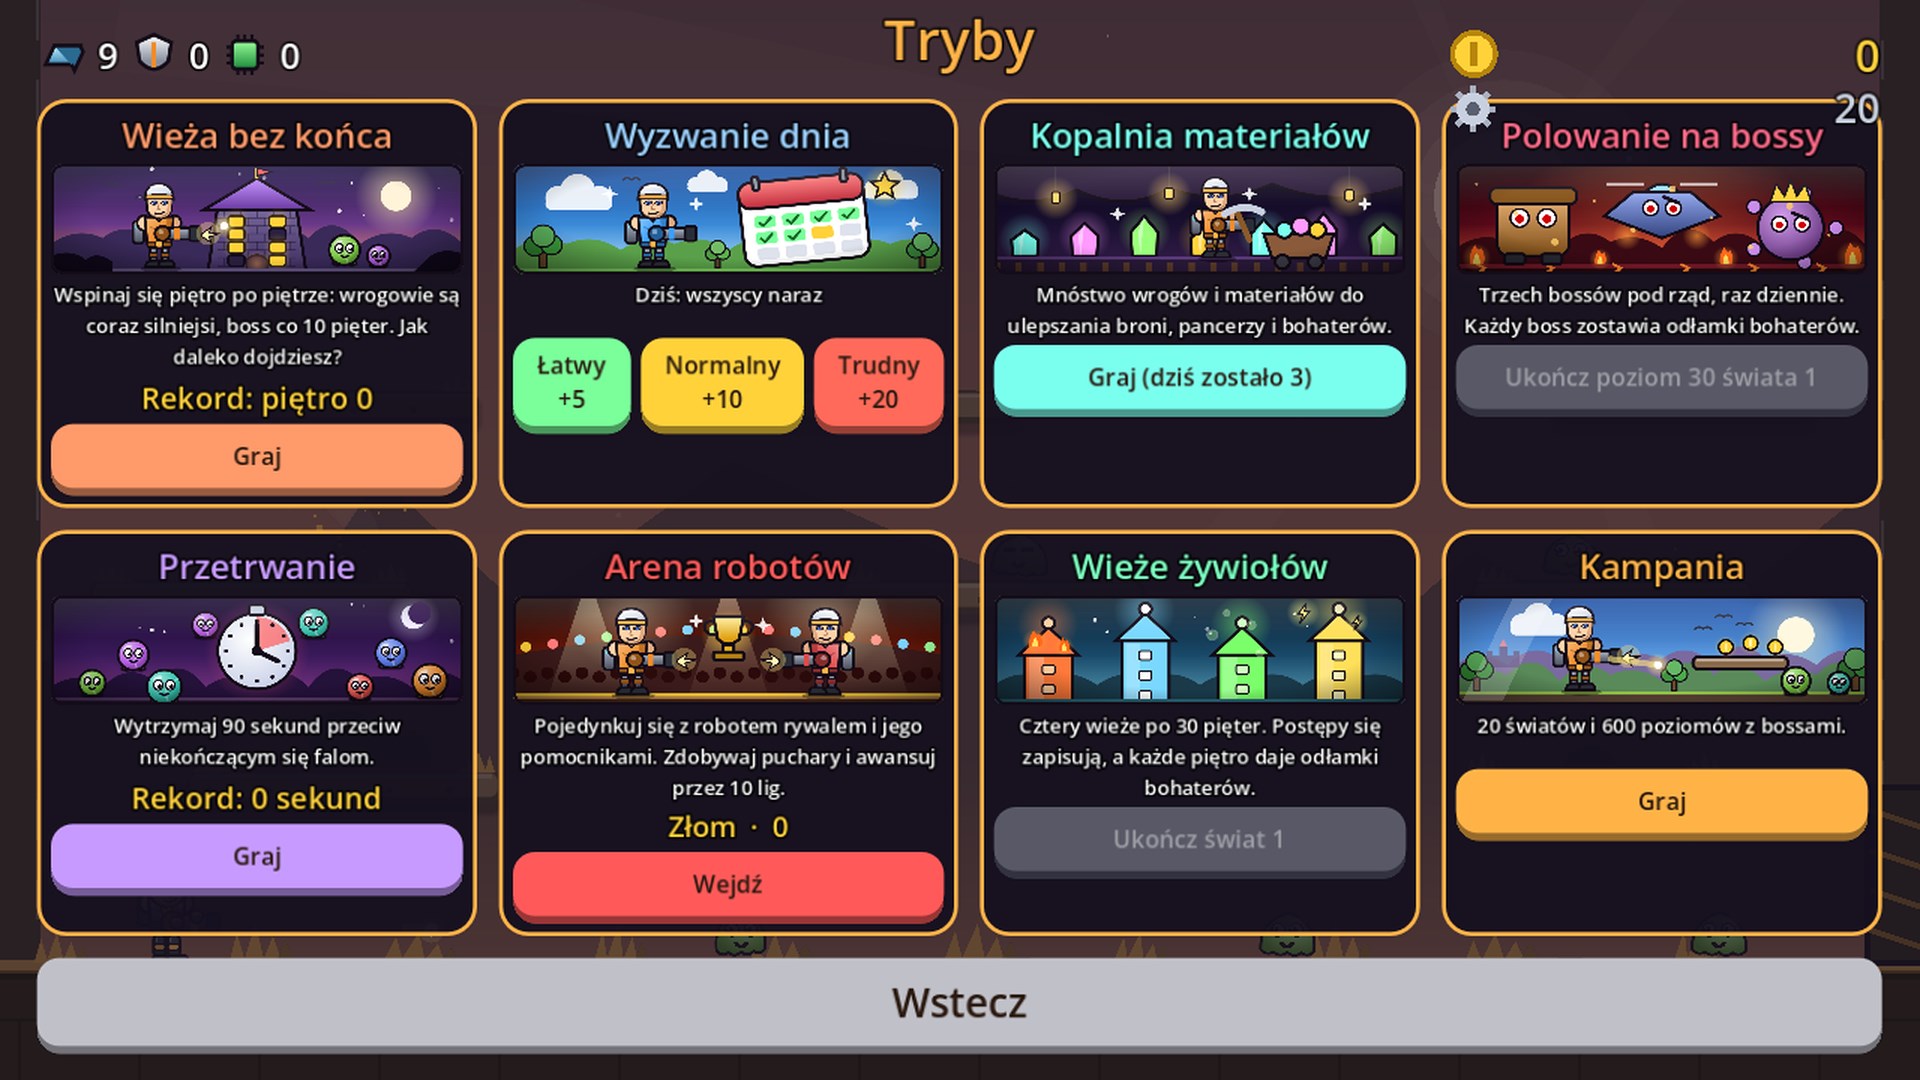 9 0 0
Tryby
0
20
Wieża bez końca
Wspinaj się piętro po piętrze: wrogowie są
coraz silniejsi, boss co 10 pięter. Jak
daleko dojdziesz?
Rekord: piętro 0
Graj
Wyzwanie dnia
Dziś: wszyscy naraz
Łatwy
+5
Normalny
+10
Trudny
+20
Kopalnia materiałów
Mnóstwo wrogów i materiałów do
ulepszania broni, pancerzy i bohaterów.
Graj (dziś zostało 3)
Polowanie na bossy
Trzech bossów pod rząd, raz dziennie.
Każdy boss zostawia odłamki bohaterów.
Ukończ poziom 30 świata 1
Przetrwanie
Wytrzymaj 90 sekund przeciw
niekończącym się falom.
Rekord: 0 sekund
Graj
Arena robotów
Pojedynkuj się z robotem rywalem i jego
pomocnikami. Zdobywaj puchary i awansuj
przez 10 lig.
Złom · 0
Wejdź
Wieże żywiołów
Cztery wieże po 30 pięter. Postępy się
zapisują, a każde piętro daje odłamki
bohaterów.
Ukończ świat 1
Kampania
20 światów i 600 poziomów z bossami.
Graj
Wstecz